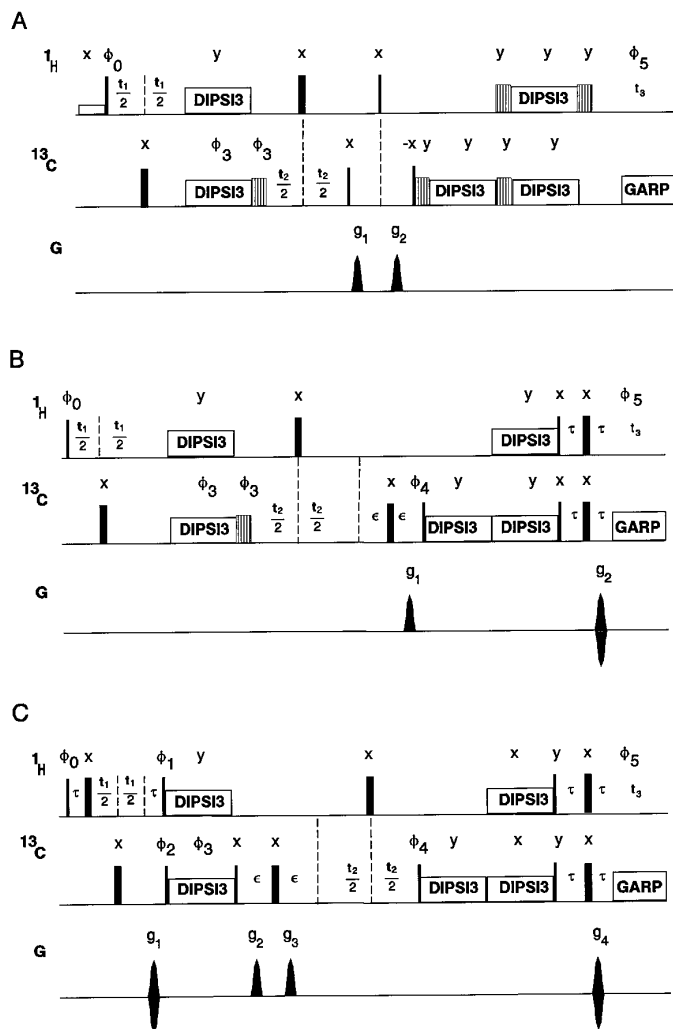 A
x ϕ0 y x x y y y ϕ5
1H t1/2 t1/2 DIPSI3 DIPSI3 t3
x ϕ3 ϕ3 x -x y y y y
13C DIPSI3 t2/2 t2/2 DIPSI3 DIPSI3 GARP
g1 g2
G
B
ϕ0 y x y x x ϕ5
1H t1/2 t1/2 DIPSI3 DIPSI3 τ τ t3
x ϕ3 ϕ3 x ϕ4 y y x x
13C DIPSI3 t2/2 t2/2 ϵ ϵ DIPSI3 DIPSI3 τ τ GARP
g1 g2
G
C
ϕ0 x ϕ1 y x x y x ϕ5
1H τ t1/2 t1/2 τ DIPSI3 DIPSI3 τ τ t3
x ϕ2 ϕ3 x x ϕ4 y x y x
13C DIPSI3 ϵ ϵ t2/2 t2/2 DIPSI3 DIPSI3 τ τ GARP
g1 g2 g3 g4
G